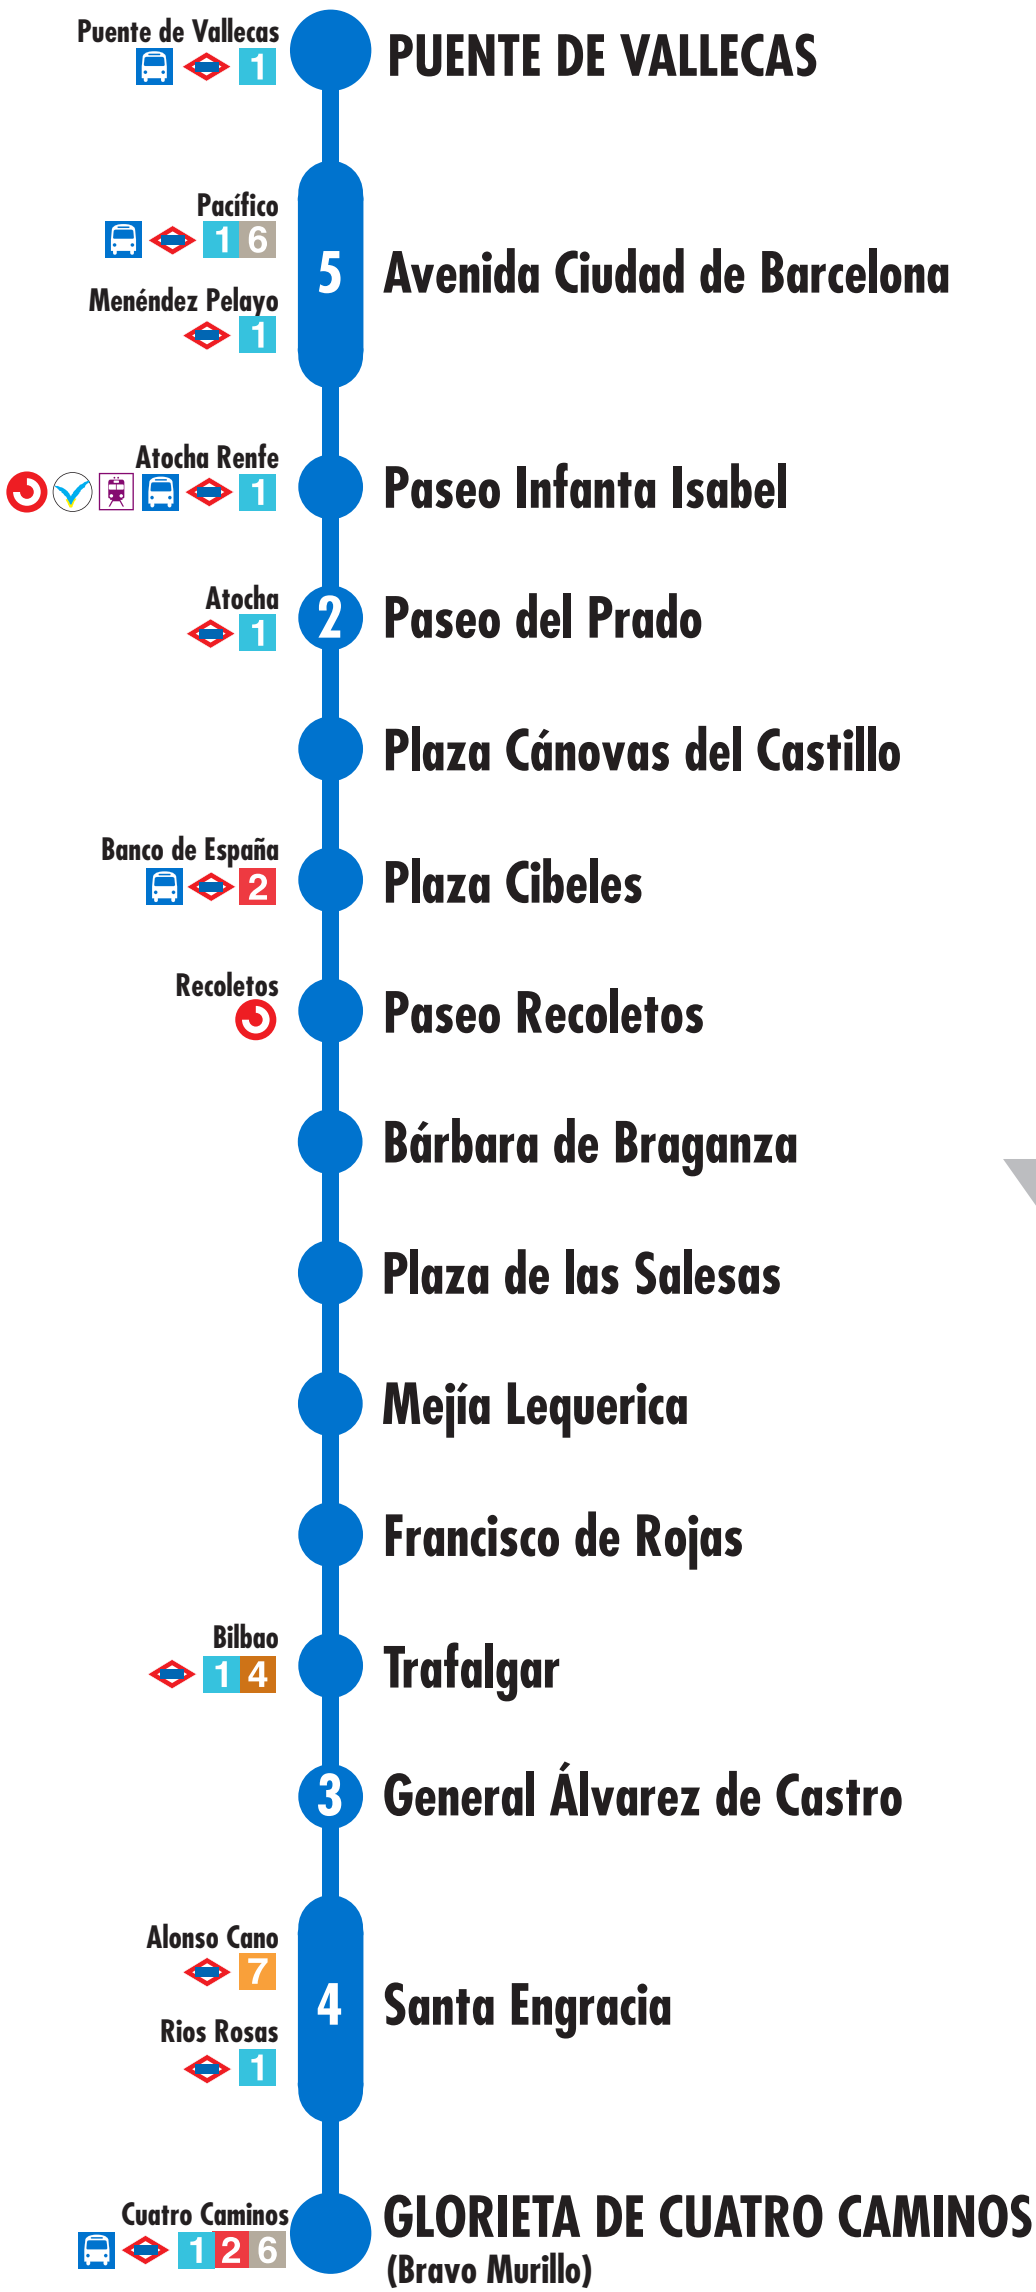 Puente de Vallecas
1
PUENTE DE VALLECAS
Pacífico
1 6
Menéndez Pelayo
1
5
Avenida Ciudad de Barcelona
Atocha Renfe
1
Paseo Infanta Isabel
Atocha
1
2
Paseo del Prado
Plaza Cánovas del Castillo
Banco de España
2
Plaza Cibeles
Recoletos
Paseo Recoletos
Bárbara de Braganza
Plaza de las Salesas
Mejía Lequerica
Francisco de Rojas
Bilbao
1 4
Trafalgar
3
General Álvarez de Castro
Alonso Cano
7
Rios Rosas
1
4
Santa Engracia
Cuatro Caminos
1 2 6
GLORIETA DE CUATRO CAMINOS
(Bravo Murillo)